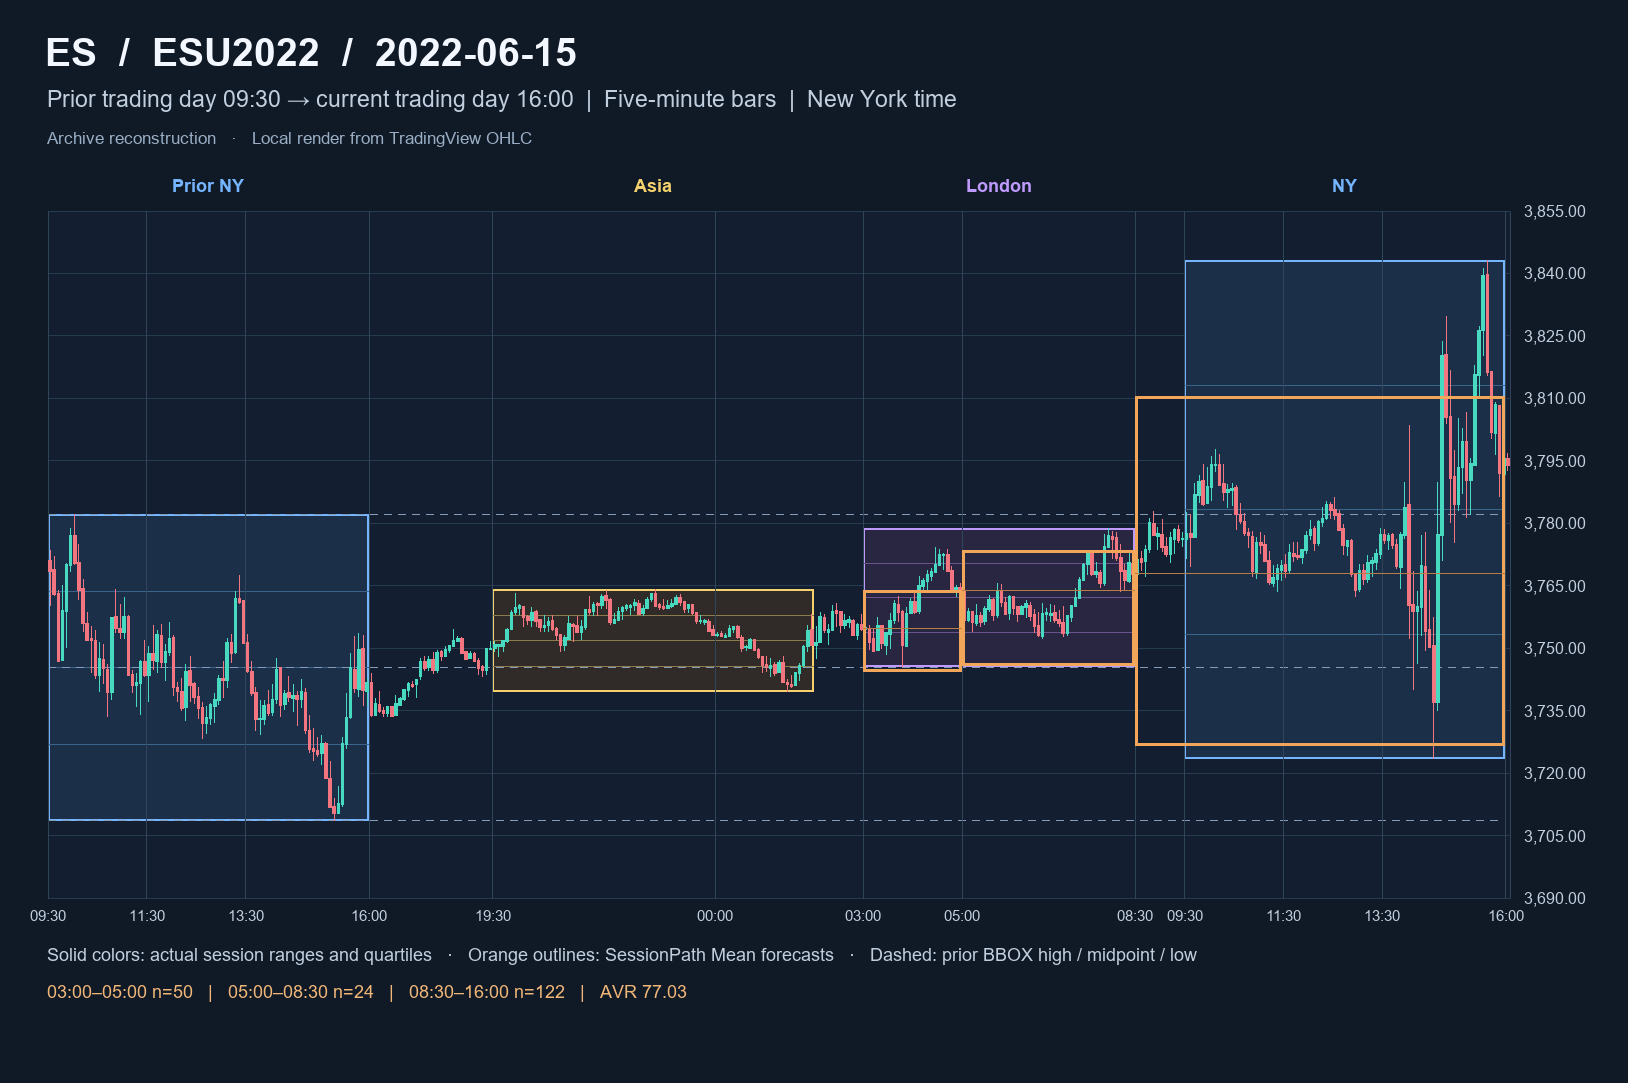 ES / ESU2022 / 2022-06-15
Prior trading day 09:30 → current trading day 16:00 | Five-minute bars | New York time
Archive reconstruction · Local render from TradingView OHLC
Prior NY Asia London NY
3,855.00
3,840.00
3,825.00
3,810.00
3,795.00
3,780.00
3,765.00
3,750.00
3,735.00
3,720.00
3,705.00
3,690.00
09:30 11:30 13:30 16:00 19:30 00:00 03:00 05:00 08:30 09:30 11:30 13:30 16:00
Solid colors: actual session ranges and quartiles · Orange outlines: SessionPath Mean forecasts · Dashed: prior BBOX high / midpoint / low
03:00–05:00 n=50 | 05:00–08:30 n=24 | 08:30–16:00 n=122 | AVR 77.03